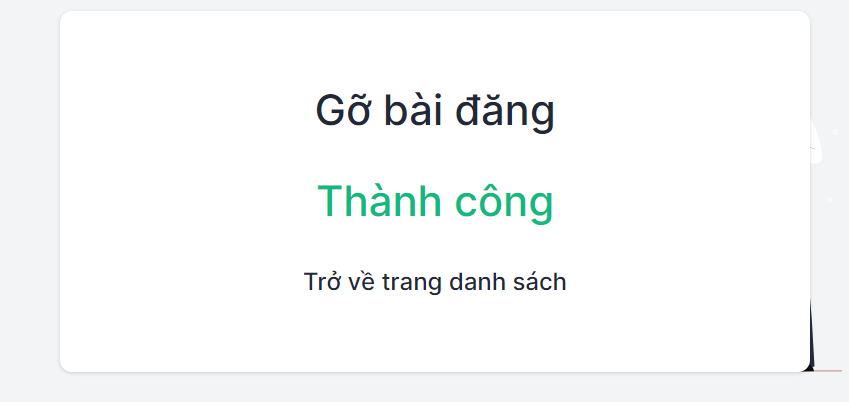 Gỡ bài đăng
Thành công
Trở về trang danh sách